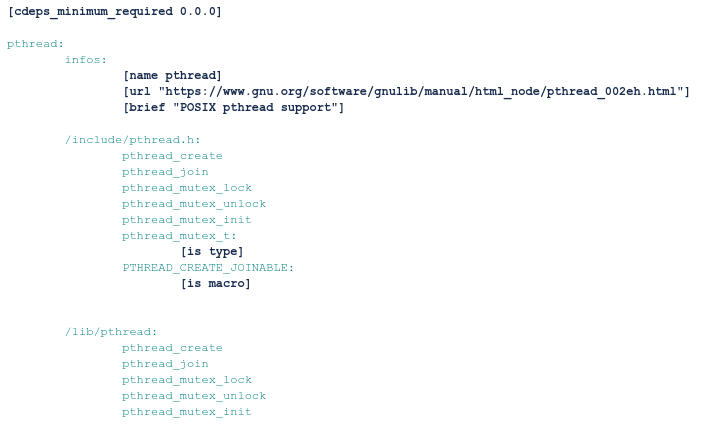 [cdeps_minimum_required 0.0.0]
pthread:
infos:
[name pthread]
[url "https://www.gnu.org/software/gnulib/manual/html_node/pthread_002eh.html"]
[brief "POSIX pthread support"]
/include/pthread.h:
pthread_create
pthread_join
pthread_mutex_lock
pthread_mutex_unlock
pthread_mutex_init
pthread_mutex_t:
[is type]
PTHREAD_CREATE_JOINABLE:
[is macro]
/lib/pthread:
pthread_create
pthread_join
pthread_mutex_lock
pthread_mutex_unlock
pthread_mutex_init